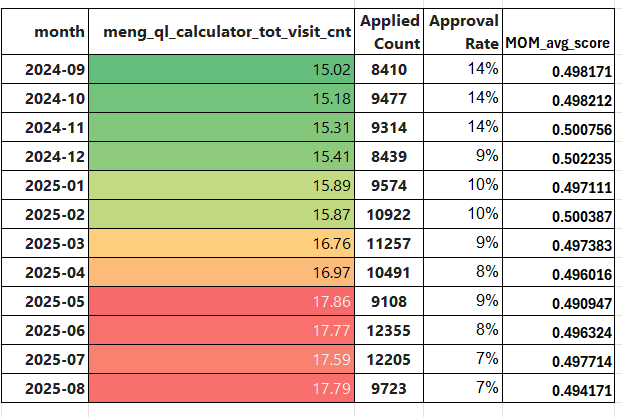 month meng_ql_calculator_tot_visit_cnt Applied Count Approval Rate MOM_avg_score
2024-09 15.02 8410 14% 0.498171
2024-10 15.18 9477 14% 0.498212
2024-11 15.31 9314 14% 0.500756
2024-12 15.41 8439 9% 0.502235
2025-01 15.89 9574 10% 0.497111
2025-02 15.87 10922 10% 0.500387
2025-03 16.76 11257 9% 0.497383
2025-04 16.97 10491 8% 0.496016
2025-05 17.86 9108 9% 0.490947
2025-06 17.77 12355 8% 0.496324
2025-07 17.59 12205 7% 0.497714
2025-08 17.79 9723 7% 0.494171